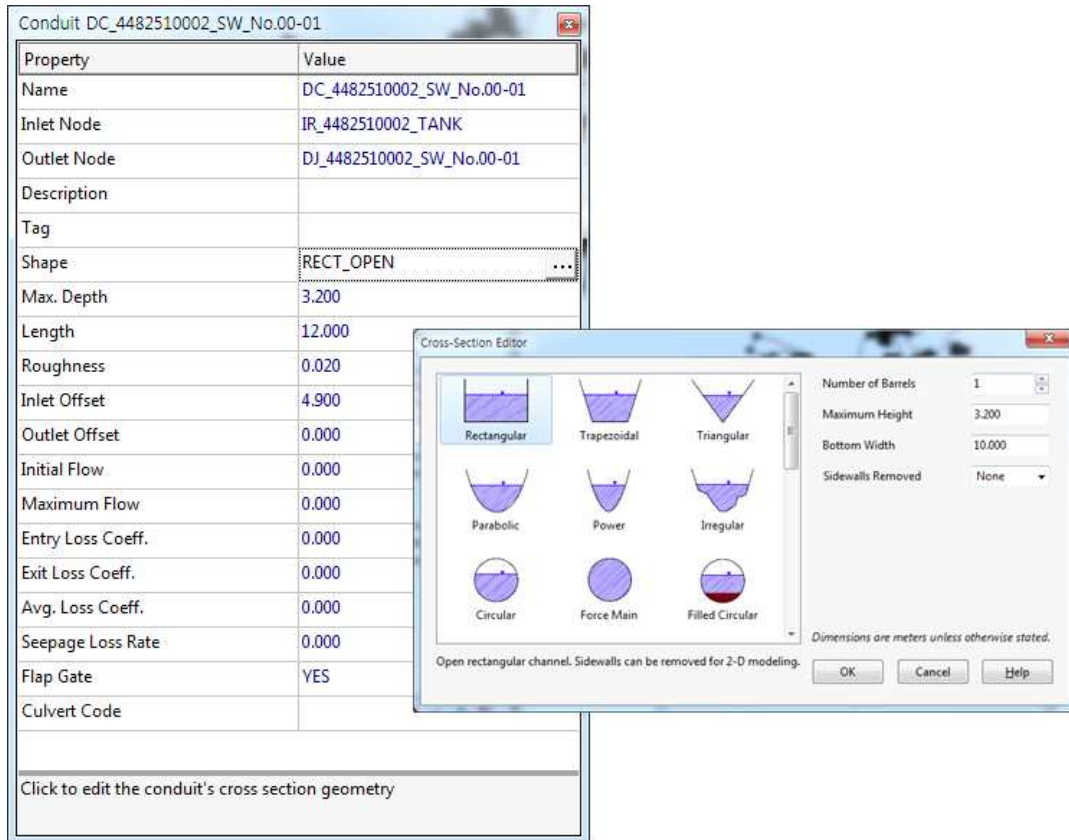 Conduit DC_4482510002_SW_No.00-01
Property Value
Name DC_4482510002_SW_No.00-01
Inlet Node IR_4482510002_TANK
Outlet Node DJ_4482510002_SW_No.00-01
Description
Tag
Shape RECT_OPEN ...
Max. Depth 3.200
Length 12.000
Roughness 0.020
Inlet Offset 4.900
Outlet Offset 0.000
Initial Flow 0.000
Maximum Flow 0.000
Entry Loss Coeff. 0.000
Exit Loss Coeff. 0.000
Avg. Loss Coeff. 0.000
Seepage Loss Rate 0.000
Flap Gate YES
Culvert Code
Click to edit the conduit's cross section geometry
Cross-Section Editor
Rectangular Trapezoidal Triangular
Parabolic Power Irregular
Circular Force Main Filled Circular
Open rectangular channel. Sidewalls can be removed for 2-D modeling.
Number of Barrels 1
Maximum Height 3.200
Bottom Width 10.000
Sidewalls Removed None
Dimensions are meters unless otherwise stated.
OK Cancel Help